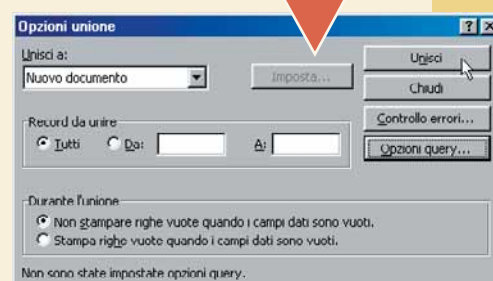 Opzioni unione
Unisci a:
Nuovo documento
Imposta...
Unisci
Chiudi
Record da unire
Tutti Da: A:
Controllo errori...
Opzioni query...
Durante l'unione
Non stampare righe vuote quando i campi dati sono vuoti.
Stampa righe vuote quando i campi dati sono vuoti.
Non sono state impostate opzioni query.